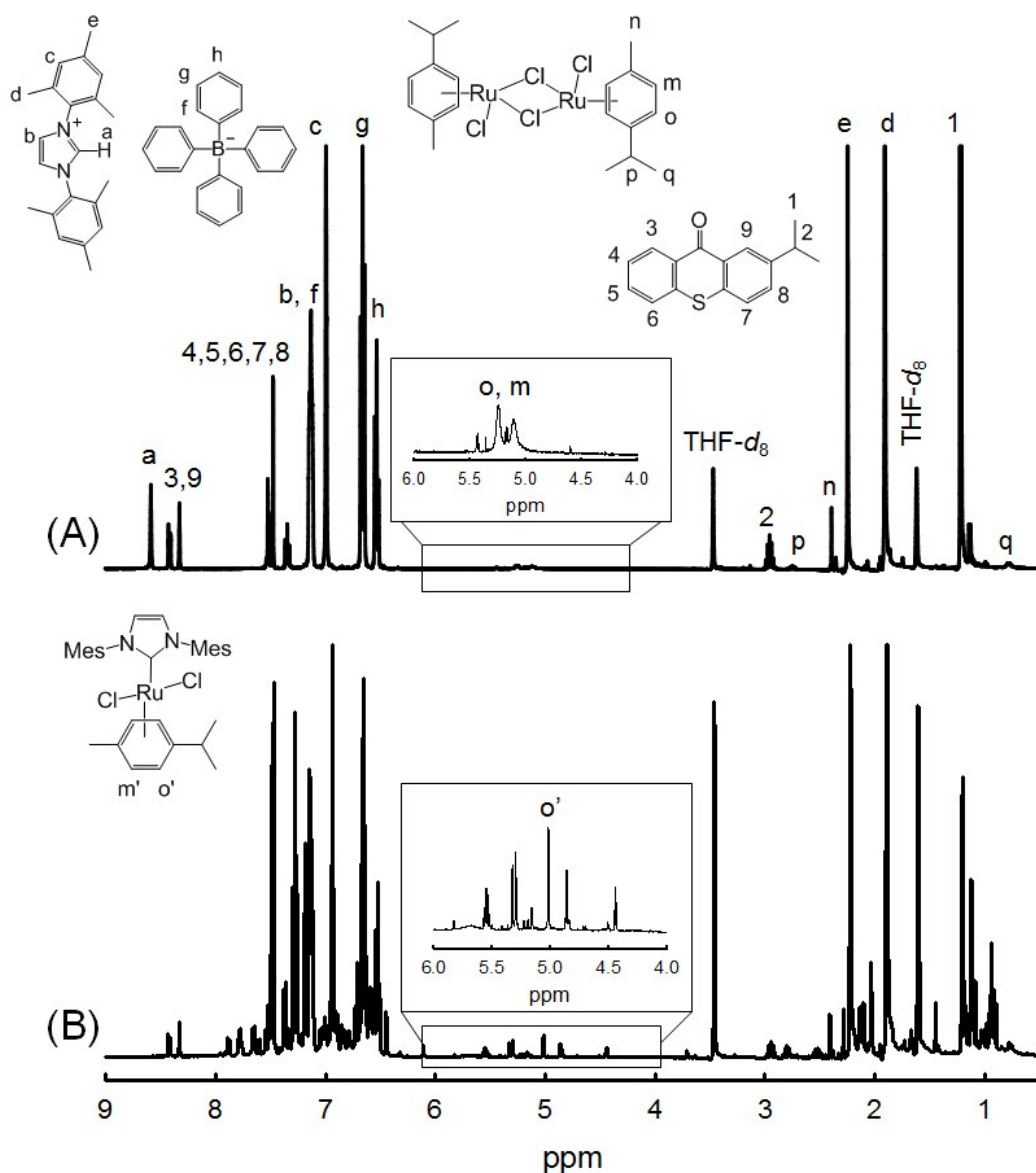 e
c
d
b
N
+
a
H
N
h
g
f
B
−
n
Cl
Cl
Ru
Ru
m
Cl
Cl
o
p
q
c
g
e
d
1
O
1
3
9
2
4
5
S
8
6
7
b, f
h
4,5,6,7,8
a
3,9
o, m
6.0 5.5 5.0 4.5 4.0
ppm
THF-d8
THF-d8
2
p
n
q
(A)
Mes
N
N
Mes
Cl
Ru
Cl
m'
o'
o’
6.0 5.5 5.0 4.5 4.0
ppm
(B)
9 8 7 6 5 4 3 2 1
ppm